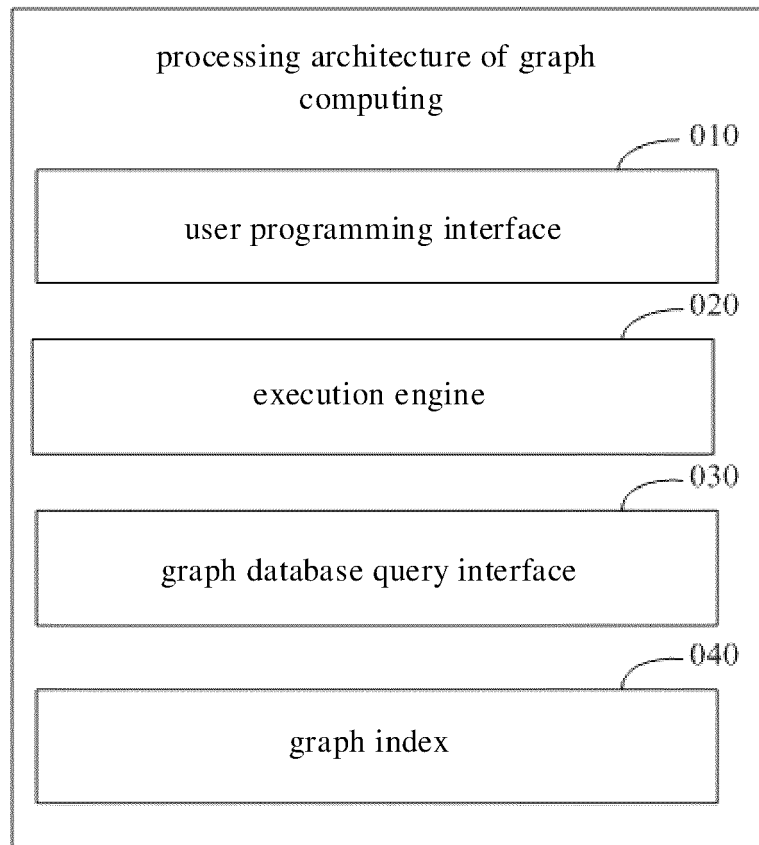 processing architecture of graph
computing
010
user programming interface
020
execution engine
030
graph database query interface
040
graph index